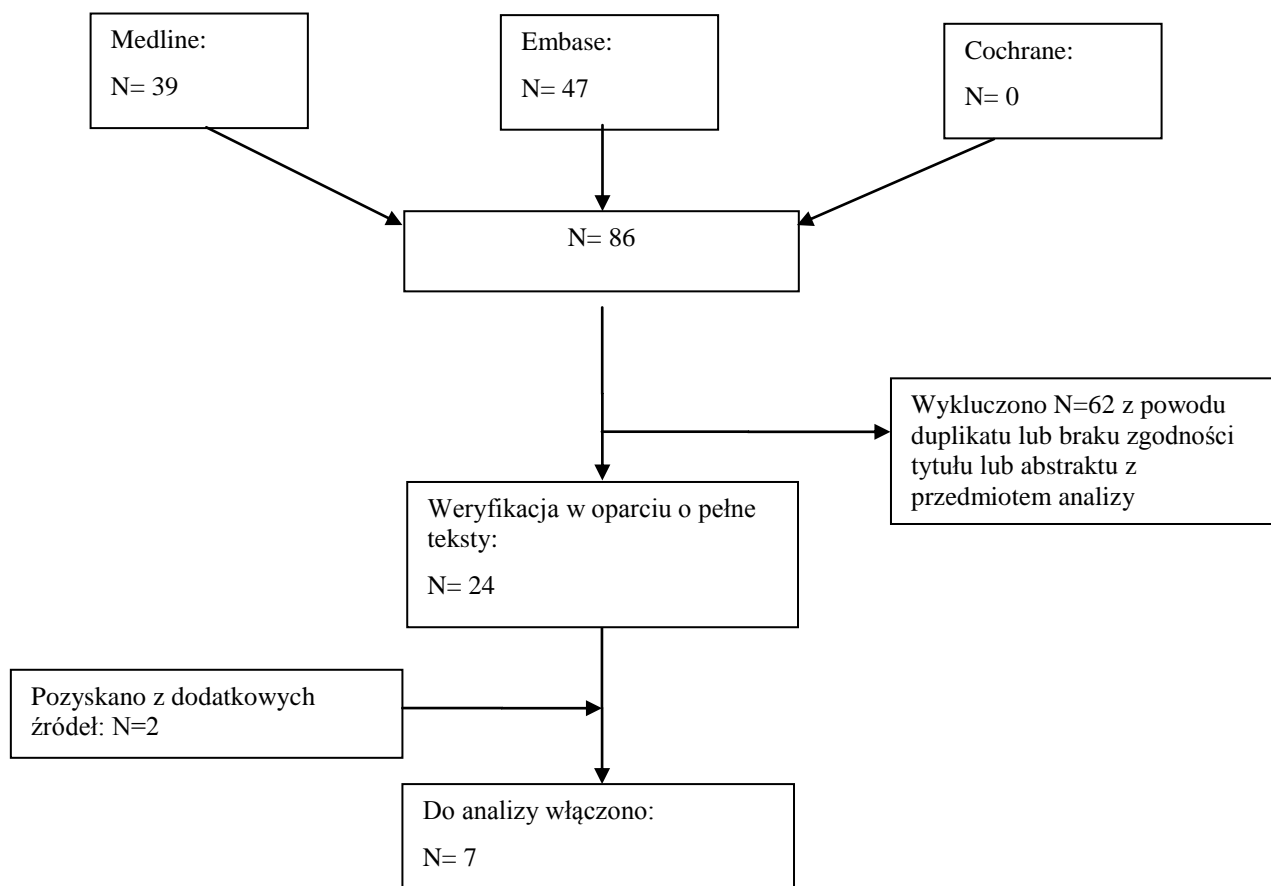 Medline:
N= 39
Embase:
N= 47
Cochrane:
N= 0
N= 86
Wykluczono N=62 z powodu
duplikatu lub braku zgodności
tytułu lub abstraktu z
przedmiotem analizy
Weryfikacja w oparciu o pełne
teksty:
N= 24
Pozyskano z dodatkowych
źródeł: N=2
Do analizy włączono:
N= 7